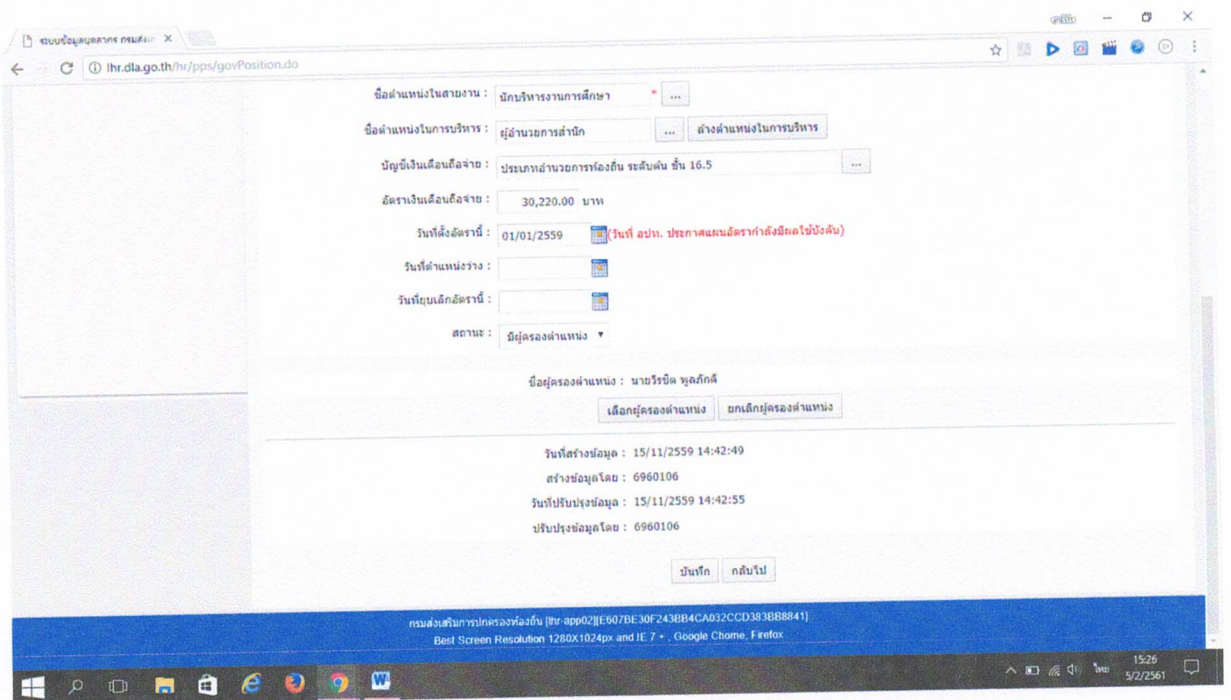 ระบบข้อมูลบุคลากร กรมส่งเส
lhr.dla.go.th/hr/pps/govPosition.do
ชื่อตำแหน่งในสายงาน : นักบริหารงานการศึกษา * ...
ชื่อตำแหน่งในการบริหาร : ผู้อำนวยการสำนัก ... ล้างตำแหน่งในการบริหาร
บัญชีเงินเดือนถือจ่าย : ประเภทอำนวยการท้องถิ่น ระดับต้น ขั้น 16.5 ...
อัตราเงินเดือนถือจ่าย : 30,220.00 บาท
วันที่ตั้งอัตรานี้ : 01/01/2559 (วันที่ อปท. ประกาศแผนอัตรากำลังมีผลใช้บังคับ)
วันที่ตำแหน่งว่าง :
วันที่ยุบเลิกอัตรานี้ :
สถานะ : มีผู้ครองตำแหน่ง
ชื่อผู้ครองตำแหน่ง : นายวีรขิต พูลภักดี
เลือกผู้ครองตำแหน่ง ยกเลิกผู้ครองตำแหน่ง
วันที่สร้างข้อมูล : 15/11/2559 14:42:49
สร้างข้อมูลโดย : 6960106
วันที่ปรับปรุงข้อมูล : 15/11/2559 14:42:55
ปรับปรุงข้อมูลโดย : 6960106
บันทึก กลับไป
กรมส่งเสริมการปกครองท้องถิ่น [lhr-app02][E607BE30F243BB4CA032CCD383BB8841]
Best Screen Resolution 1280X1024px and IE 7 + , Google Chome, Firefox
ไทย 15:26
5/2/2561